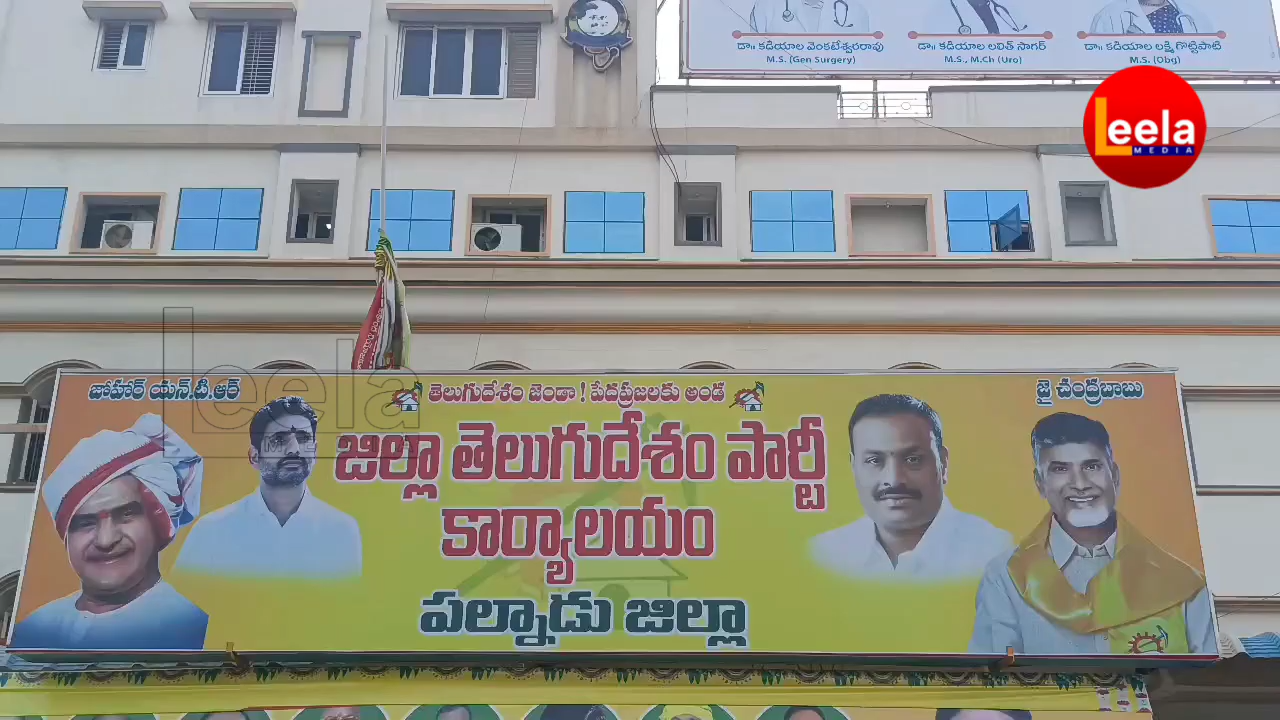 డా॥ కడియాల వెంకటేశ్వరరావు
M.S. (Gen Surgery)
డా॥ కడియాల లలిత్ సాగర్
M.S., M.Ch (Uro)
డా॥ కడియాల లక్ష్మి గొట్టిపాటి
M.S. (Obg)
Leela
MEDIA
Leela
జోహార్ యన్.టి.ఆర్
తెలుగుదేశం జెండా ! పేదప్రజలకు అండ
జై చంద్రబాబు
జిల్లా తెలుగుదేశం పార్టీ
కార్యాలయం
పల్నాడు జిల్లా